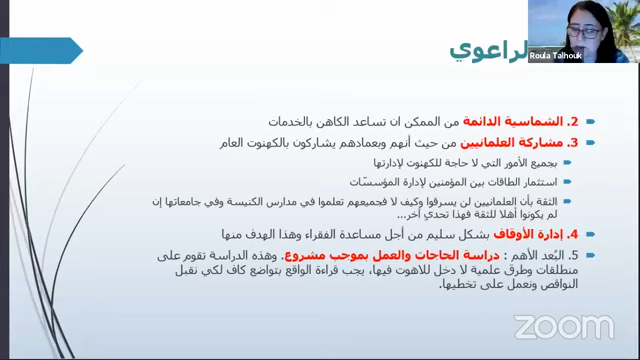 الراعوي
Roula Talhouk
2. الشماسية الدائمة من الممكن ان تساعد الكاهن بالخدمات
3. مشاركة العلمانيين من حيث أنهم وبعمادهم يشاركون بالكهنوت العام
بجميع الأمور التي لا حاجة للكهنوت لإدارتها
استثمار الطاقات بين المؤمنين لإدارة المؤسسّات
الثقة بأن العلمانيين لن يسرقوا وكيف لا فجميعهم تعلموا في مدارس الكنيسة وفي جامعاتها إن
لم يكونوا أهلا للثقة فهذا تحدي آخر...
4. إدارة الأوقاف بشكل سليم من أجل مساعدة الفقراء وهذا الهدف منها
5. البُعد الأهم : دراسة الحاجات والعمل بموجب مشروع. وهذه الدراسة تقوم على
منطلقات وطرق علمية لا دخل للاهوت فيها، يجب قراءة الواقع بتواضع كاف لكي نقبل
النواقص ونعمل على تخطيها.
zoom